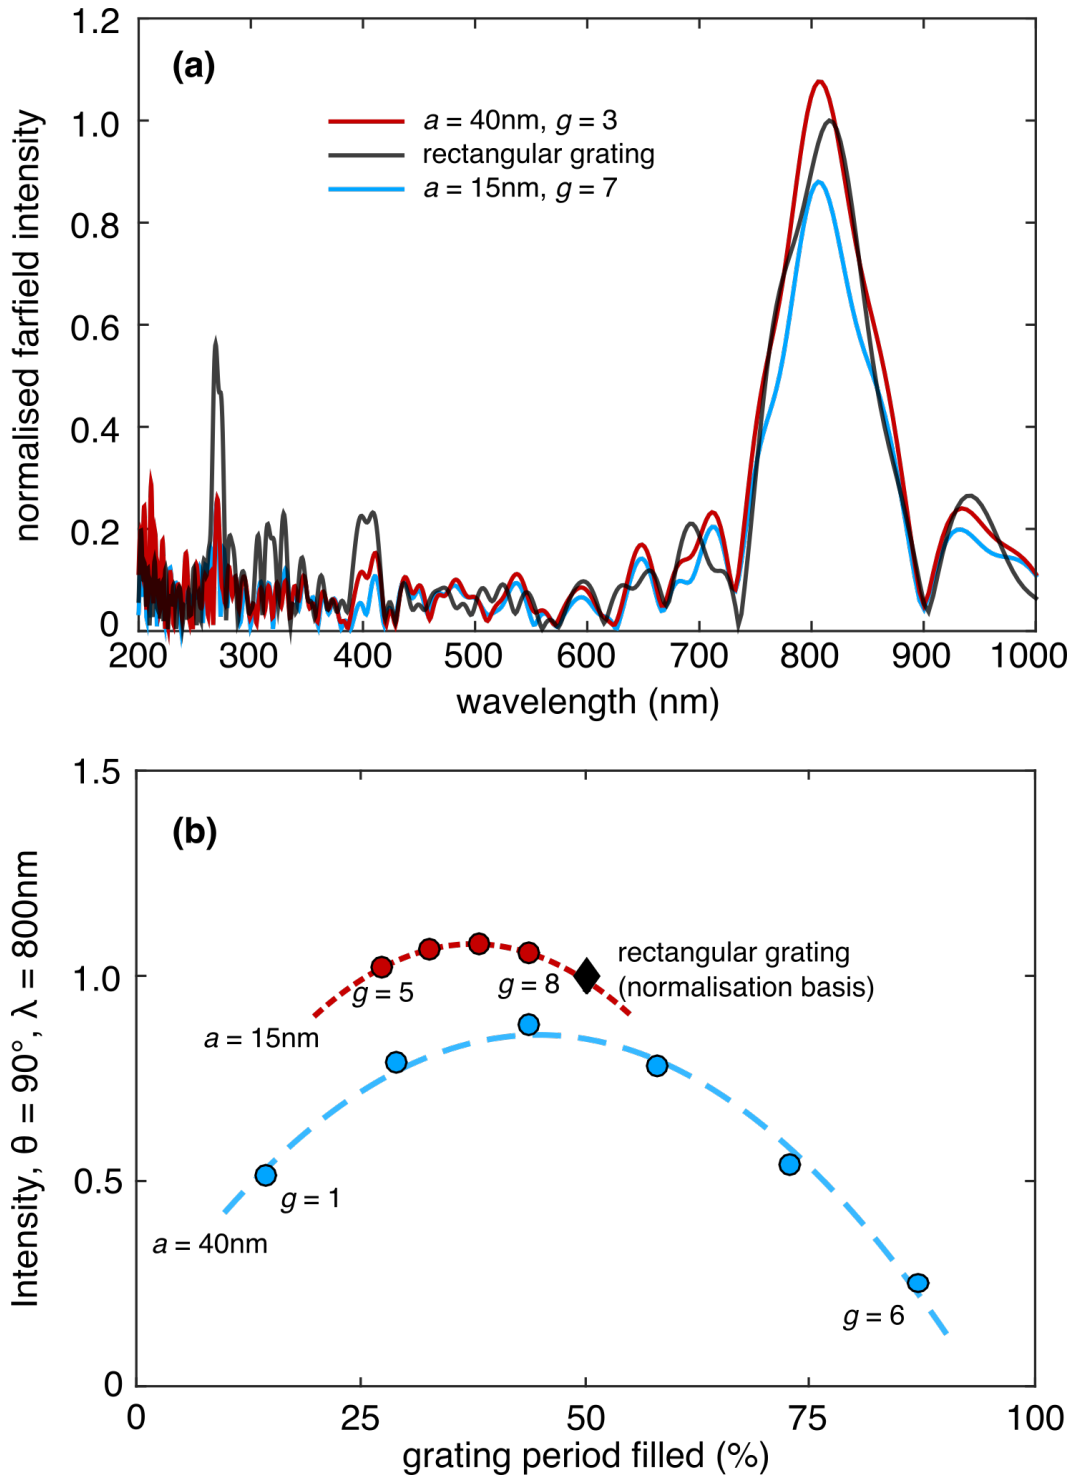 1.2
1.0
0.8
0.6
0.4
0.2
0
normalised farfield intensity
(a)
a = 40nm, g = 3
rectangular grating
a = 15nm, g = 7
200 300 400 500 600 700 800 900 1000
wavelength (nm)
1.5
1.0
0.5
0
Intensity, θ = 90°, λ = 800nm
(b)
rectangular grating
(normalisation basis)
g = 5
g = 8
a = 15nm
g = 1
a = 40nm
g = 6
0 25 50 75 100
grating period filled (%)